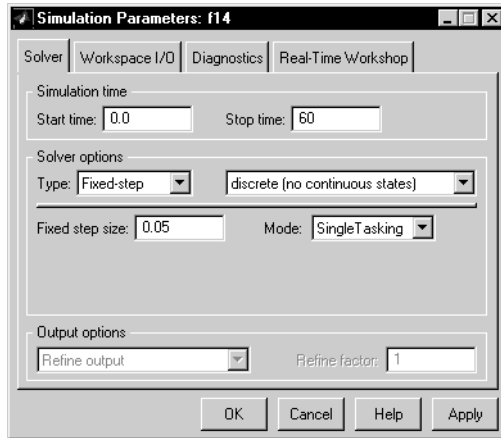 Simulation Parameters: f14
Solver Workspace I/O Diagnostics Real-Time Workshop
Simulation time
Start time: 0.0 Stop time: 60
Solver options
Type: Fixed-step discrete (no continuous states)
Fixed step size: 0.05 Mode: SingleTasking
Output options
Refine output Refine factor: 1
OK Cancel Help Apply